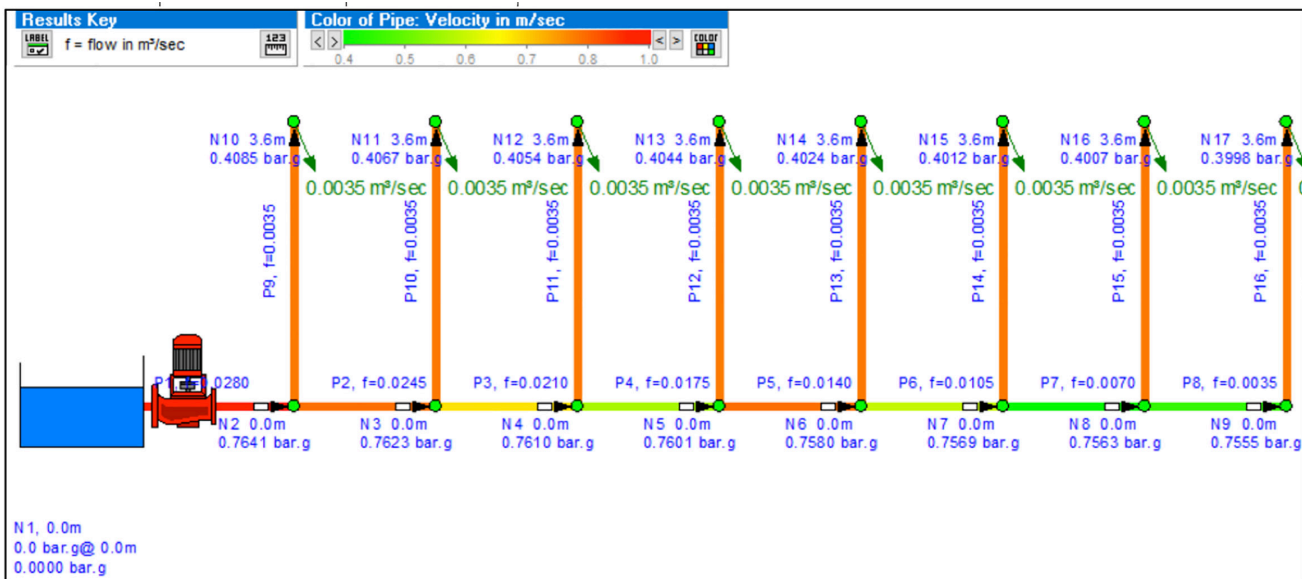 Results Key
Color of Pipe: Velocity in m/sec
LABEL
f = flow in m³/sec
123
< >
< >
COLOR
0.4 0.5 0.6 0.7 0.8 1.0
N10 3.6m
0.4085 bar.g
N11 3.6m
0.4067 bar.g
N12 3.6m
0.4054 bar.g
N13 3.6m
0.4044 bar.g
N14 3.6m
0.4024 bar.g
N15 3.6m
0.4012 bar.g
N16 3.6m
0.4007 bar.g
N17 3.6m
0.3998 bar.g
0.0035 m³/sec
0.0035 m³/sec
0.0035 m³/sec
0.0035 m³/sec
0.0035 m³/sec
0.0035 m³/sec
0.0035 m³/sec
P9, f=0.0035
P10, f=0.0035
P11, f=0.0035
P12, f=0.0035
P13, f=0.0035
P14, f=0.0035
P15, f=0.0035
P16, f=0.0035
P1, f=0.0280
P2, f=0.0245
P3, f=0.0210
P4, f=0.0175
P5, f=0.0140
P6, f=0.0105
P7, f=0.0070
P8, f=0.0035
N2 0.0m
0.7641 bar.g
N3 0.0m
0.7623 bar.g
N4 0.0m
0.7610 bar.g
N5 0.0m
0.7601 bar.g
N6 0.0m
0.7580 bar.g
N7 0.0m
0.7569 bar.g
N8 0.0m
0.7563 bar.g
N9 0.0m
0.7555 bar.g
N1, 0.0m
0.0 bar.g@ 0.0m
0.0000 bar.g